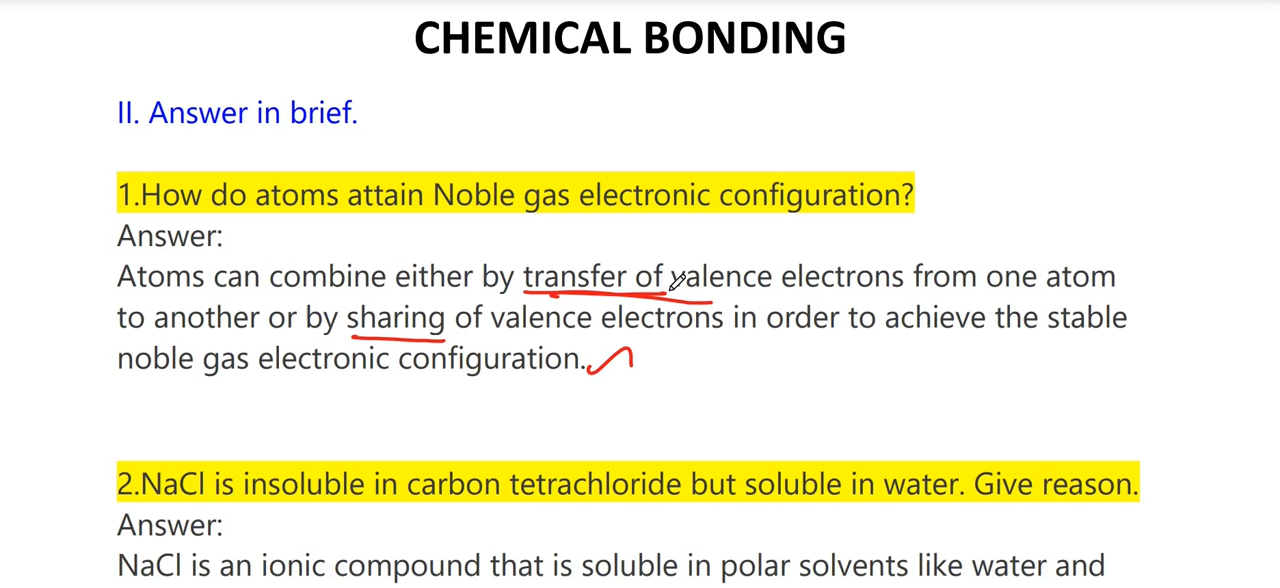 CHEMICAL BONDING
II. Answer in brief.
1.How do atoms attain Noble gas electronic configuration?
Answer:
Atoms can combine either by transfer of valence electrons from one atom
to another or by sharing of valence electrons in order to achieve the stable
noble gas electronic configuration.
2.NaCl is insoluble in carbon tetrachloride but soluble in water. Give reason.
Answer:
NaCl is an ionic compound that is soluble in polar solvents like water and